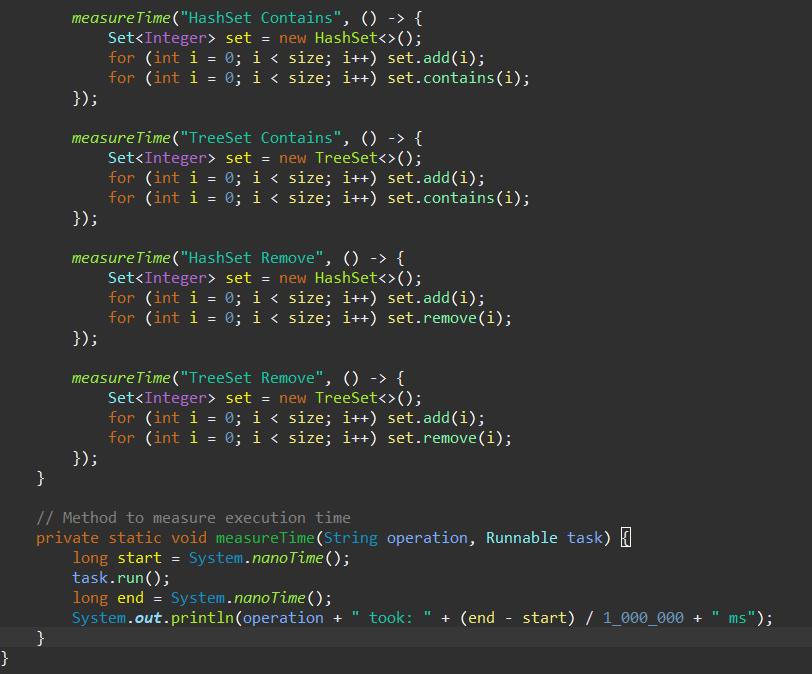 measureTime("HashSet Contains", () -> {
            Set<Integer> set = new HashSet<>();
            for (int i = 0; i < size; i++) set.add(i);
            for (int i = 0; i < size; i++) set.contains(i);
        });

        measureTime("TreeSet Contains", () -> {
            Set<Integer> set = new TreeSet<>();
            for (int i = 0; i < size; i++) set.add(i);
            for (int i = 0; i < size; i++) set.contains(i);
        });

        measureTime("HashSet Remove", () -> {
            Set<Integer> set = new HashSet<>();
            for (int i = 0; i < size; i++) set.add(i);
            for (int i = 0; i < size; i++) set.remove(i);
        });

        measureTime("TreeSet Remove", () -> {
            Set<Integer> set = new TreeSet<>();
            for (int i = 0; i < size; i++) set.add(i);
            for (int i = 0; i < size; i++) set.remove(i);
        });
    }

    // Method to measure execution time
    private static void measureTime(String operation, Runnable task) {
        long start = System.nanoTime();
        task.run();
        long end = System.nanoTime();
        System.out.println(operation + " took: " + (end - start) / 1_000_000 + " ms");
    }
}